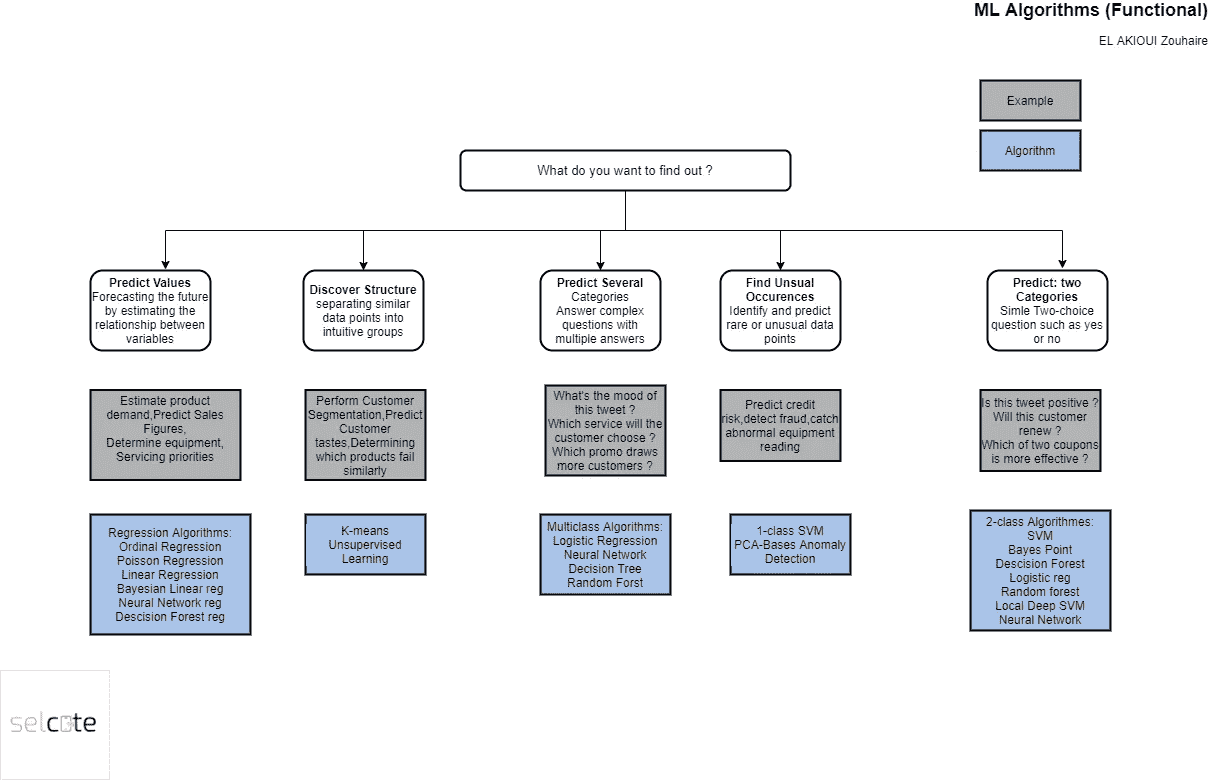 ML Algorithms (Functional)
EL AKIOUI Zouhaire
Example
Algorithm
What do you want to find out ?
Predict Values
Forecasting the future
by estimating the
relationship between
variables
Discover Structure
separating similar
data points into
intuitive groups
Predict Several
Categories
Answer complex
questions with
multiple answers
Find Unusual
Occurences
Identify and predict
rare or unusual data
points
Predict: two
Categories
Simle Two-choice
question such as yes
or no
Estimate product
demand,Predict Sales
Figures,
Determine equipment,
Servicing priorities
Perform Customer
Segmentation,Predict
Customer
tastes,Determining
which products fail
similarly
What's the mood of
this tweet ?
Which service will the
customer choose ?
Which promo draws
more customers ?
Predict credit
risk,detect fraud,catch
abnormal equipment
reading
Is this tweet positive ?
Will this customer
renew ?
Which of two coupons
is more effective ?
Regression Algorithms:
Ordinal Regression
Poisson Regression
Linear Regression
Bayesian Linear reg
Neural Network reg
Descision Forest reg
K-means
Unsupervised
Learning
Multiclass Algorithms:
Logistic Regression
Neural Network
Decision Tree
Random Forst
1-class SVM
PCA-Bases Anomaly
Detection
2-class Algorithmes:
SVM
Bayes Point
Descision Forest
Logistic reg
Random forest
Local Deep SVM
Neural Network